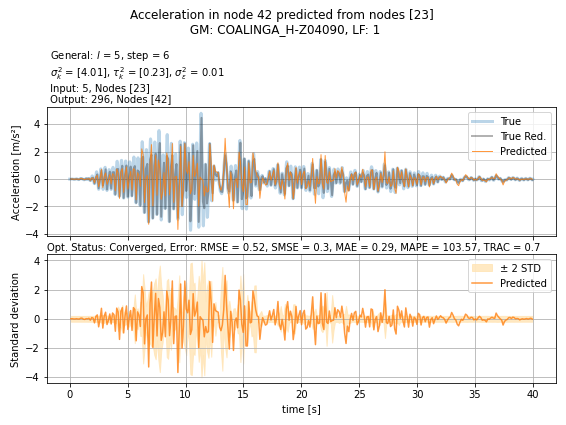 Acceleration in node 42 predicted from nodes [23]
GM: COALINGA_H-Z04090, LF: 1
General: l = 5, step = 6
σ²ₖ = [4.01], τ²ₖ = [0.23], σ²ε = 0.01
Input: 5, Nodes [23]
Output: 296, Nodes [42]
Acceleration [m/s²]
4
2
0
−2
−4
True
True Red.
Predicted
Opt. Status: Converged, Error: RMSE = 0.52, SMSE = 0.3, MAE = 0.29, MAPE = 103.57, TRAC = 0.7
Standard deviation
4
2
0
−2
−4
± 2 STD
Predicted
0 5 10 15 20 25 30 35 40
time [s]